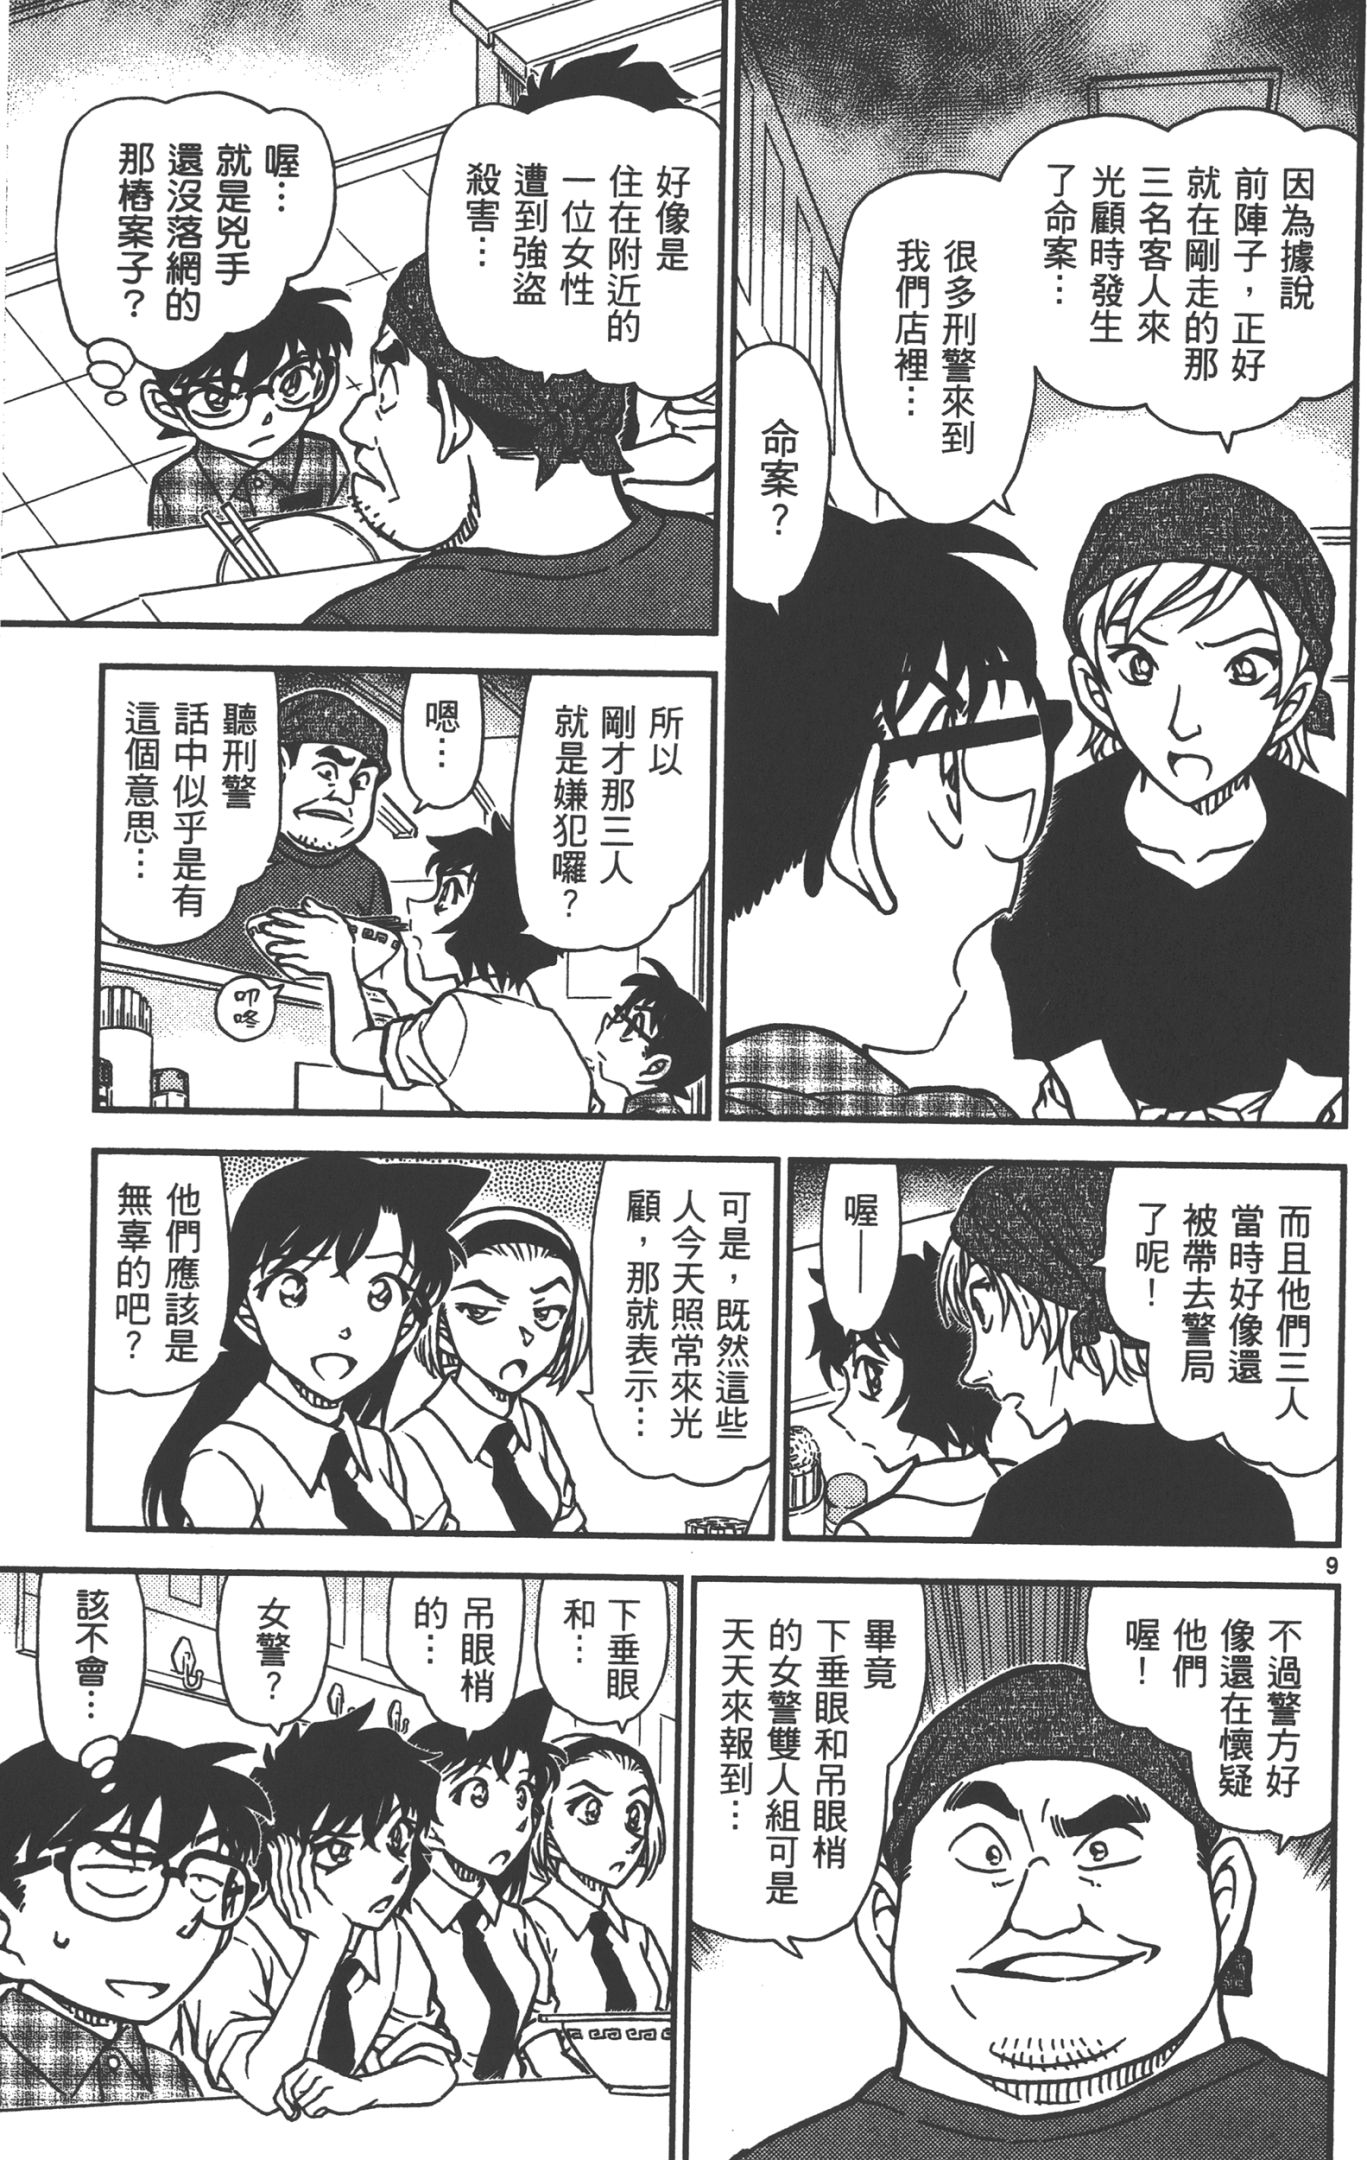 因為據說
前陣子，正好
就在剛走的那
三名客人來
光顧時發生
了命案…
很多刑警來到
我們店裡…
命案？
好像是
住在附近的
一位女性
遭到強盜
殺害…
喔…
就是兇手
還沒落網的
那樁案子？
所以
剛才那三人
就是嫌犯囉？
嗯…
聽刑警
話中似乎是有
這個意思…
叩
咚
而且他們三人
當時好像還
被帶去警局
了呢！
喔—
可是，既然這些
人今天照常來光
顧，那就表示…
他們應該是
無辜的吧？
9
不過警方好
像還在懷疑
他們
喔！
畢竟
下垂眼和吊眼梢
的女警雙人組可是
天天來報到…
下垂眼
和…
吊眼梢
的…
女警？
該不會…